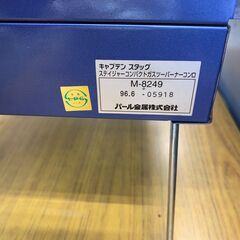 キャプテン スタッグ
ステイジャーコンパクトガスツーバーナーコンロ
M-8249
96.6 -05918
パール金属株式会社